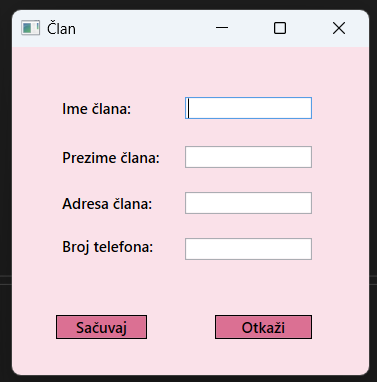 Član
Ime člana:
Prezime člana:
Adresa člana:
Broj telefona:
Sačuvaj
Otkaži